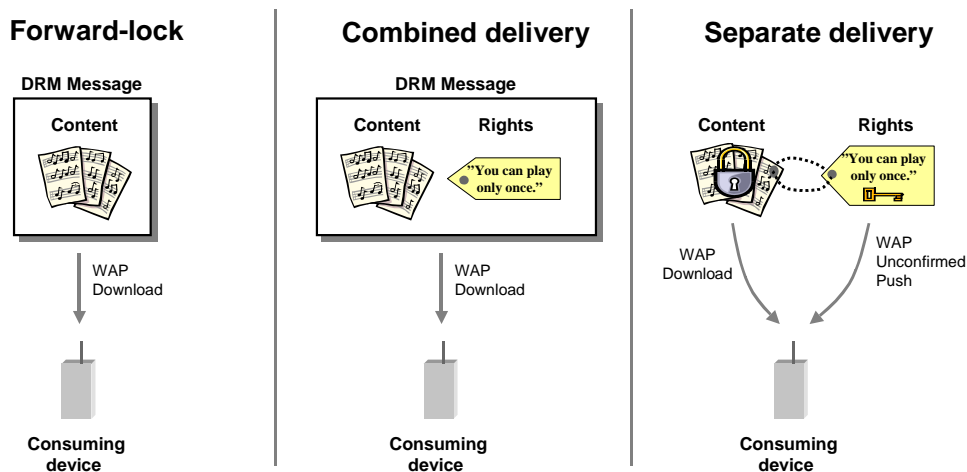 Forward-lock
DRM Message
Content
WAP
Download
Consuming
device
Combined delivery
DRM Message
Content
Rights
”You can play
only once.”
WAP
Download
Consuming
device
Separate delivery
Content
Rights
”You can play
only once.”
WAP
Download
WAP
Unconfirmed
Push
Consuming
device